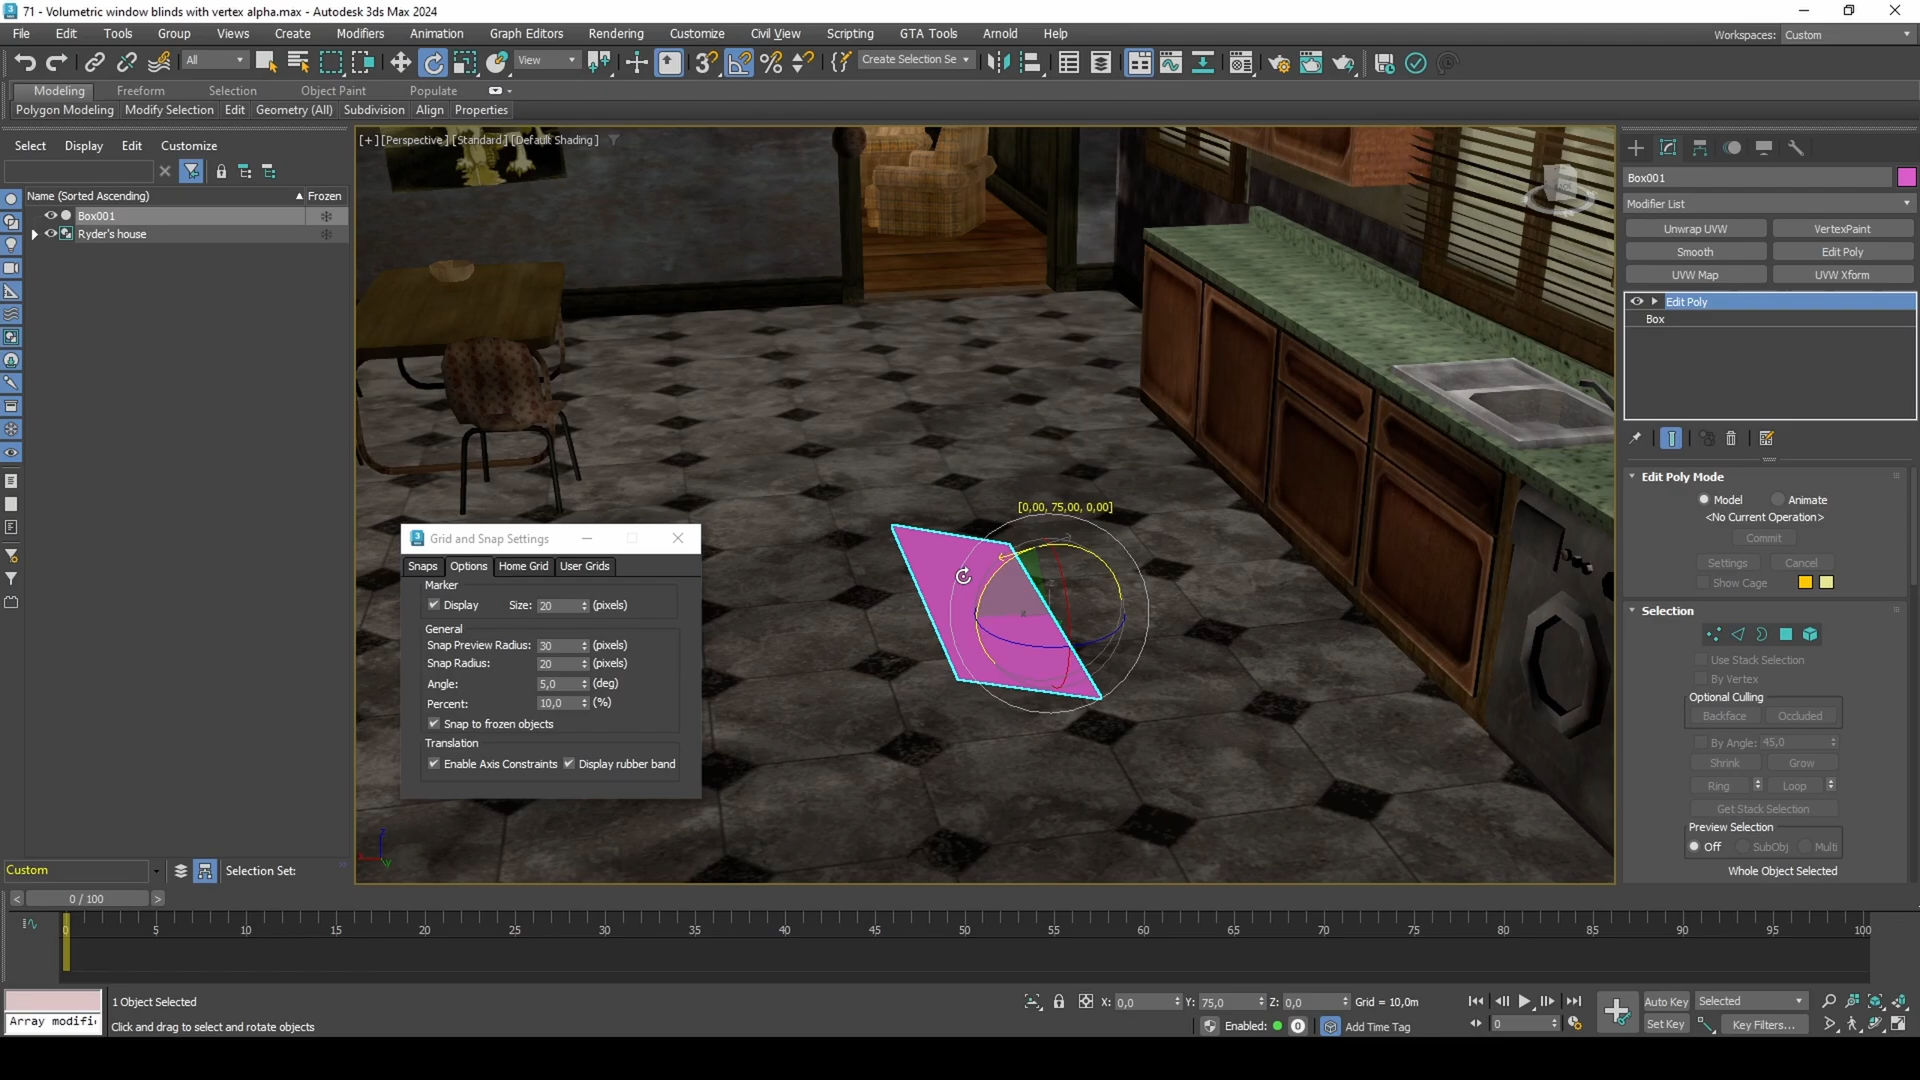 71 - Volumetric window blinds with vertex alpha.max - Autodesk 3ds Max 2024
File Edit Tools Group Views Create Modifiers Animation Graph Editors Rendering Customize Civil View Scripting GTA Tools Arnold Help
Workspaces: Custom
All View Create Selection Se
Modeling Freeform Selection Object Paint Populate
Polygon Modeling Modify Selection Edit Geometry (All) Subdivision Align Properties
Select Display Edit Customize
Name (Sorted Ascending) Frozen
Box001
Ryder's house
[+] [Perspective] [Standard] [Default Shading]
[0,00, 75,00, 0,00]
Grid and Snap Settings
Snaps Options Home Grid User Grids
Marker
Display Size: 20 (pixels)
General
Snap Preview Radius: 30 (pixels)
Snap Radius: 20 (pixels)
Angle: 5,0 (deg)
Percent: 10,0 (%)
Snap to frozen objects
Translation
Enable Axis Constraints Display rubber band
Box001
Modifier List
Unwrap UVW VertexPaint
Smooth Edit Poly
UVW Map UVW Xform
Edit Poly
Box
Edit Poly Mode
Model Animate
<No Current Operation>
Commit
Settings Cancel
Show Cage
Selection
Use Stack Selection
By Vertex
Optional Culling
Backface Occluded
By Angle: 45,0
Shrink Grow
Ring Loop
Get Stack Selection
Preview Selection
Off SubObj Multi
Whole Object Selected
Custom Selection Set:
0 / 100
0 5 10 15 20 25 30 35 40 45 50 55 60 65 70 75 80 85 90 95 100
1 Object Selected X: 0,0 Y: 75,0 Z: 0,0 Grid = 10,0m Auto Key Selected
Array modifi
Click and drag to select and rotate objects Enabled: 0 Add Time Tag 0 Set Key Key Filters...